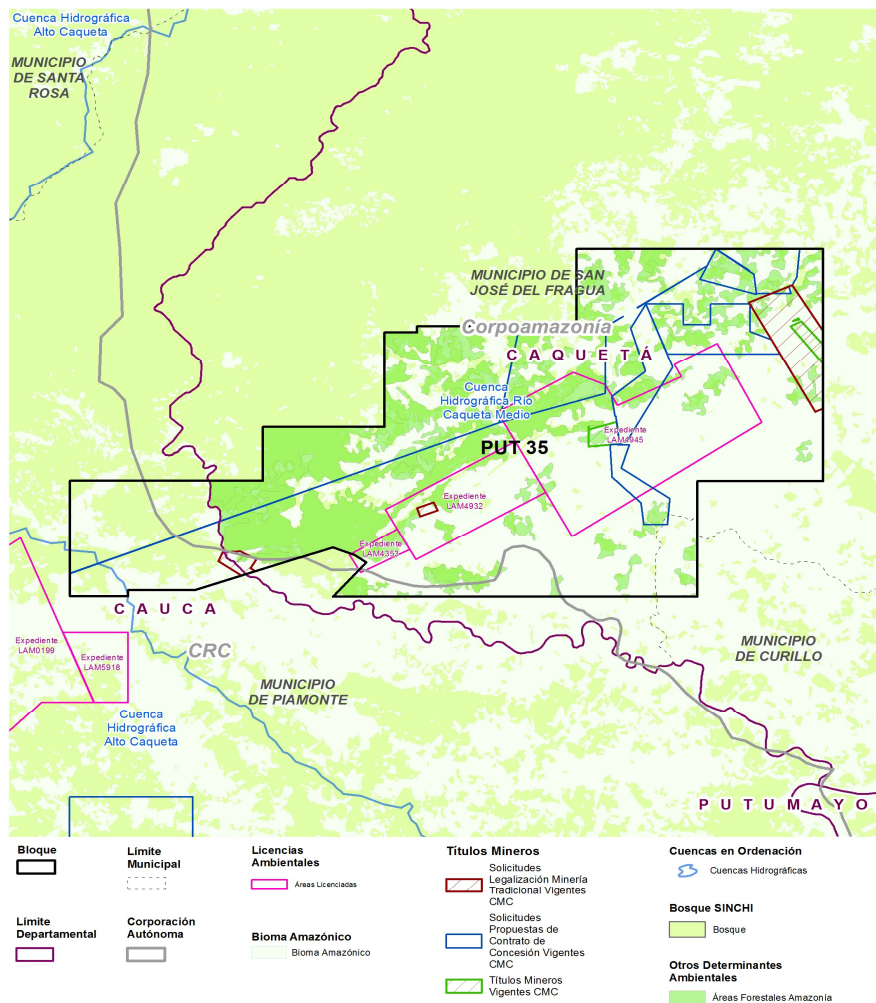 Cuenca Hidrográfica
Alto Caqueta
MUNICIPIO
DE SANTA
ROSA
MUNICIPIO DE SAN
JOSÉ DEL FRAGUA
Corpoamazonía
CAQUETÁ
Cuenca
Hidrográfica Río
Caqueta Medio
Expediente
LAM4945
PUT 35
Expediente
LAM4932
Expediente
LAM4357
CAUCA
CRC
Expediente
LAM0199
Expediente
LAM5918
MUNICIPIO
DE CURILLO
MUNICIPIO
DE PIAMONTE
Cuenca
Hidrográfica
Alto Caqueta
PUTUMAYO
Bloque
Límite
Municipal
Licencias
Ambientales
Áreas Licenciadas
Títulos Mineros
Solicitudes
Legalización Minería
Tradicional Vigentes
CMC
Cuencas en Ordenación
Cuencas Hidrográficas
Límite
Departamental
Corporación
Autónoma
Bioma Amazónico
Bioma Amazónico
Solicitudes
Propuestas de
Contrato de
Concesión Vigentes
CMC
Títulos Mineros
Vigentes CMC
Bosque SINCHI
Bosque
Otros Determinantes
Ambientales
Áreas Forestales Amazonia